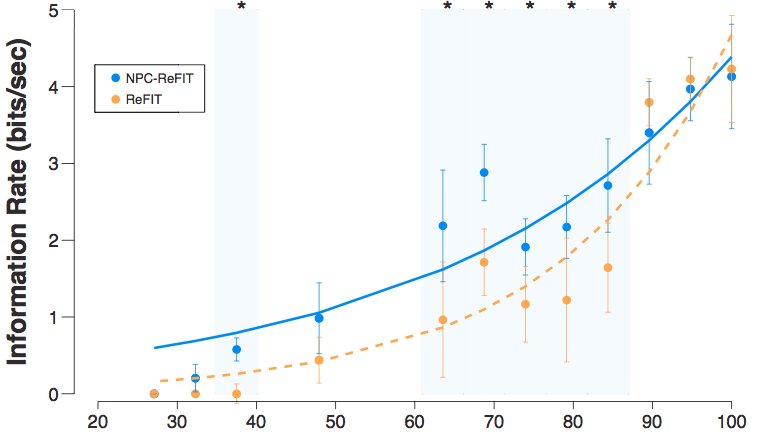 * * * * * *
5
4
3
2
1
0
Information Rate (bits/sec)
NPC-ReFIT
ReFIT
20 30 40 50 60 70 80 90 100